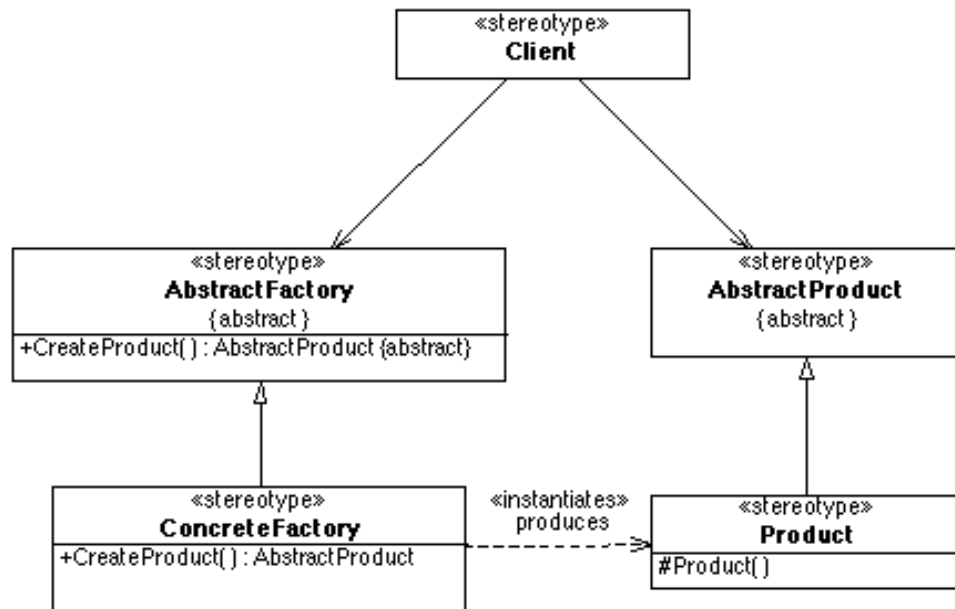 «stereotype»
Client
«stereotype»
AbstractFactory
{abstract}
+CreateProduct() : AbstractProduct {abstract}
«stereotype»
AbstractProduct
{abstract}
«stereotype»
ConcreteFactory
+CreateProduct() : AbstractProduct
«instantiates»
produces
«stereotype»
Product
#Product()